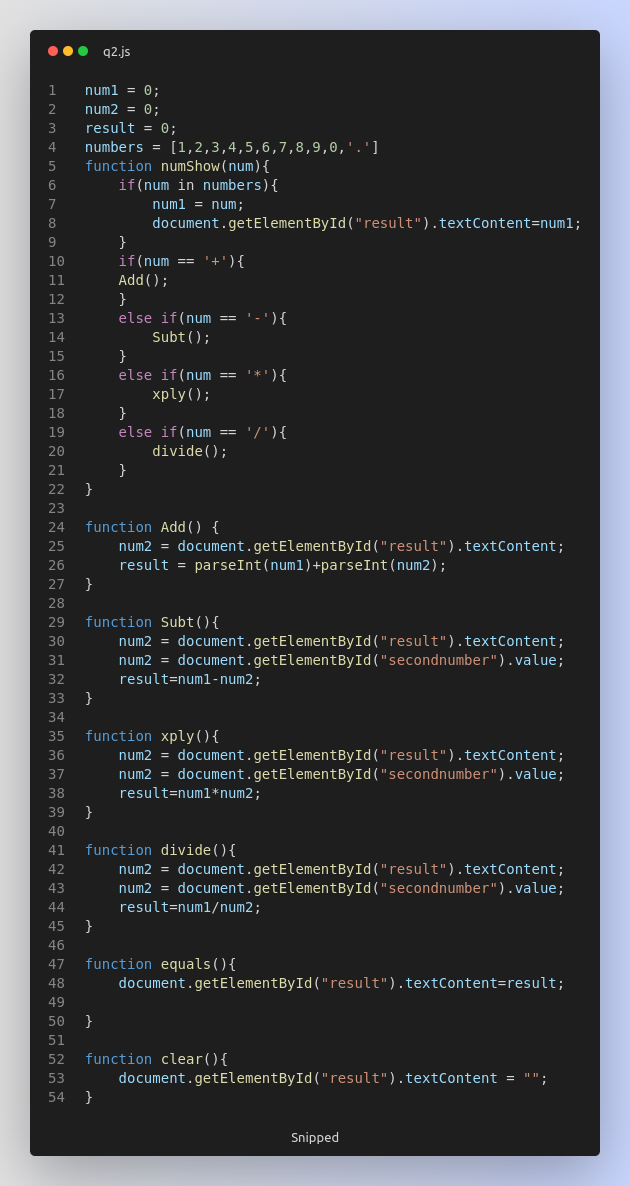 q2.js
1 num1 = 0;
2 num2 = 0;
3 result = 0;
4 numbers = [1,2,3,4,5,6,7,8,9,0,'.']
5 function numShow(num){
6     if(num in numbers){
7         num1 = num;
8         document.getElementById("result").textContent=num1;
9     }
10     if(num == '+'){
11     Add();
12     }
13     else if(num == '-'){
14         Subt();
15     }
16     else if(num == '*'){
17         xply();
18     }
19     else if(num == '/'){
20         divide();
21     }
22 }
23
24 function Add() {
25     num2 = document.getElementById("result").textContent;
26     result = parseInt(num1)+parseInt(num2);
27 }
28
29 function Subt(){
30     num2 = document.getElementById("result").textContent;
31     num2 = document.getElementById("secondnumber").value;
32     result=num1-num2;
33 }
34
35 function xply(){
36     num2 = document.getElementById("result").textContent;
37     num2 = document.getElementById("secondnumber").value;
38     result=num1*num2;
39 }
40
41 function divide(){
42     num2 = document.getElementById("result").textContent;
43     num2 = document.getElementById("secondnumber").value;
44     result=num1/num2;
45 }
46
47 function equals(){
48     document.getElementById("result").textContent=result;
49
50 }
51
52 function clear(){
53     document.getElementById("result").textContent = "";
54 }
Snipped